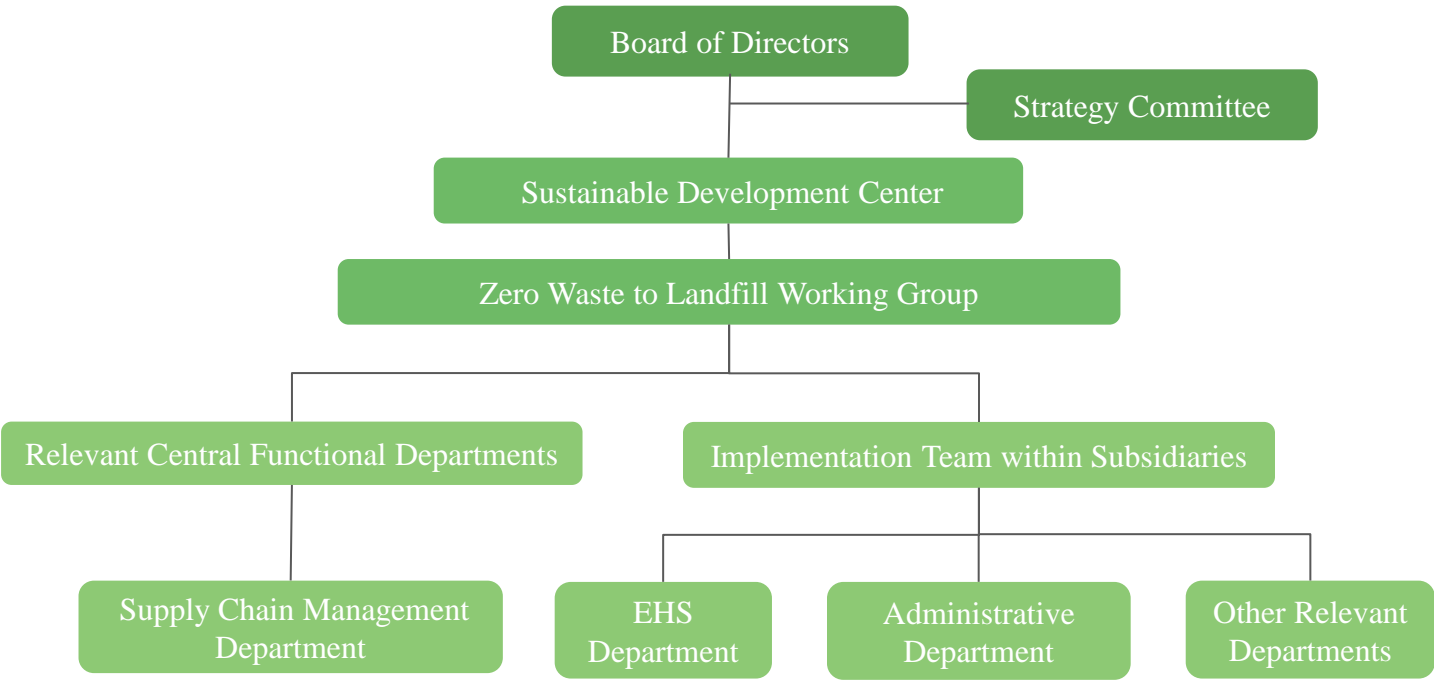 Board of Directors
Strategy Committee
Sustainable Development Center
Zero Waste to Landfill Working Group
Relevant Central Functional Departments
Implementation Team within Subsidiaries
Supply Chain Management
Department
EHS
Department
Administrative
Department
Other Relevant
Departments